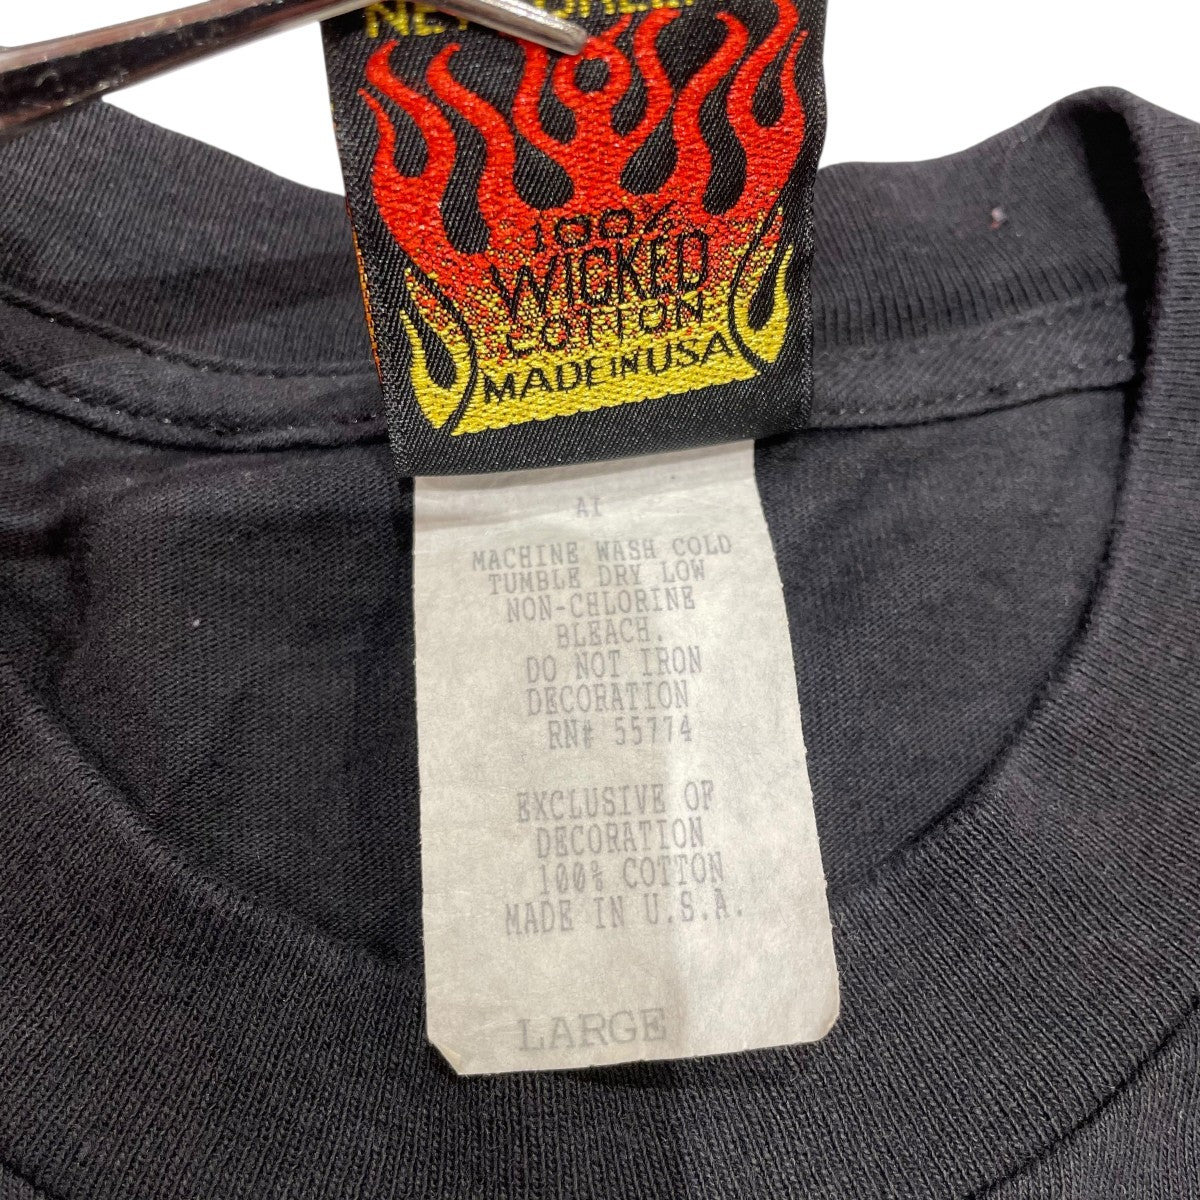 100%
WICKED
COTTON
MADE IN USA
AI
MACHINE WASH COLD
TUMBLE DRY LOW
NON-CHLORINE
BLEACH.
DO NOT IRON
DECORATION
RN# 55774
EXCLUSIVE OF
DECORATION
100% COTTON
MADE IN U.S.A.
LARGE